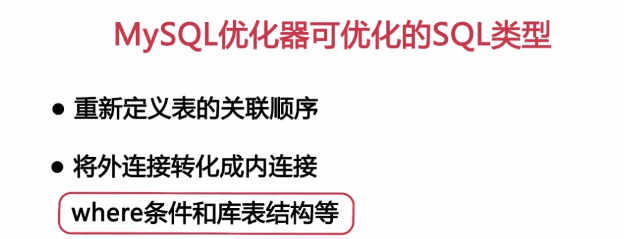 MySQL优化器可优化的SQL类型
● 重新定义表的关联顺序
● 将外连接转化成内连接
where条件和库表结构等